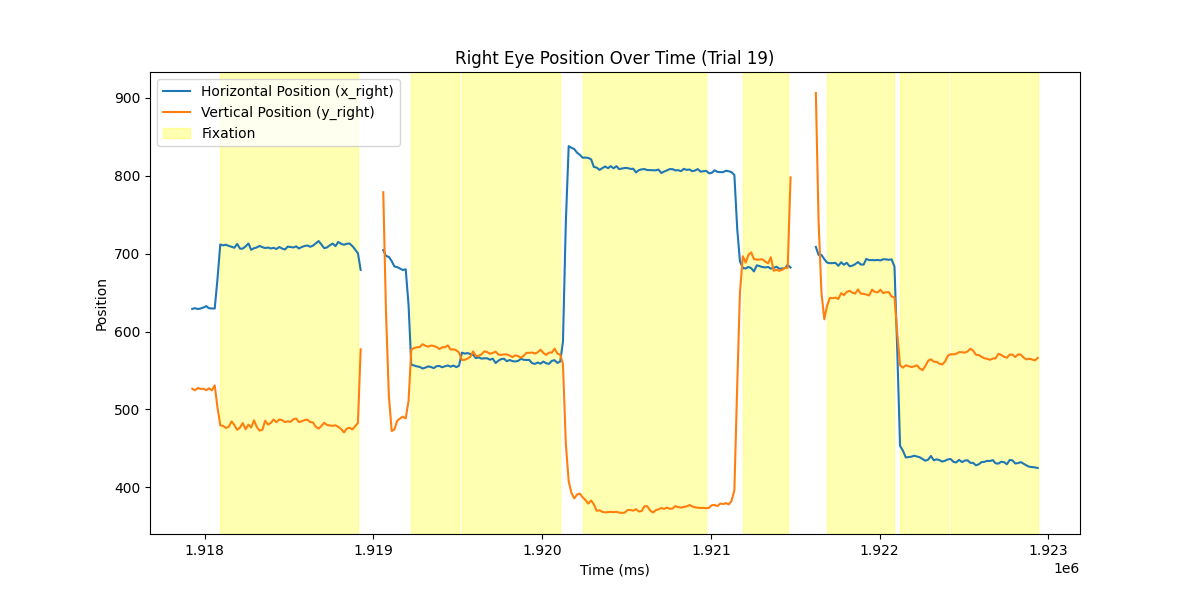 Right Eye Position Over Time (Trial 19)
Horizontal Position (x_right)
Vertical Position (y_right)
Fixation
900
800
700
600
500
400
Position
1.918 1.919 1.920 1.921 1.922 1.923
1e6
Time (ms)